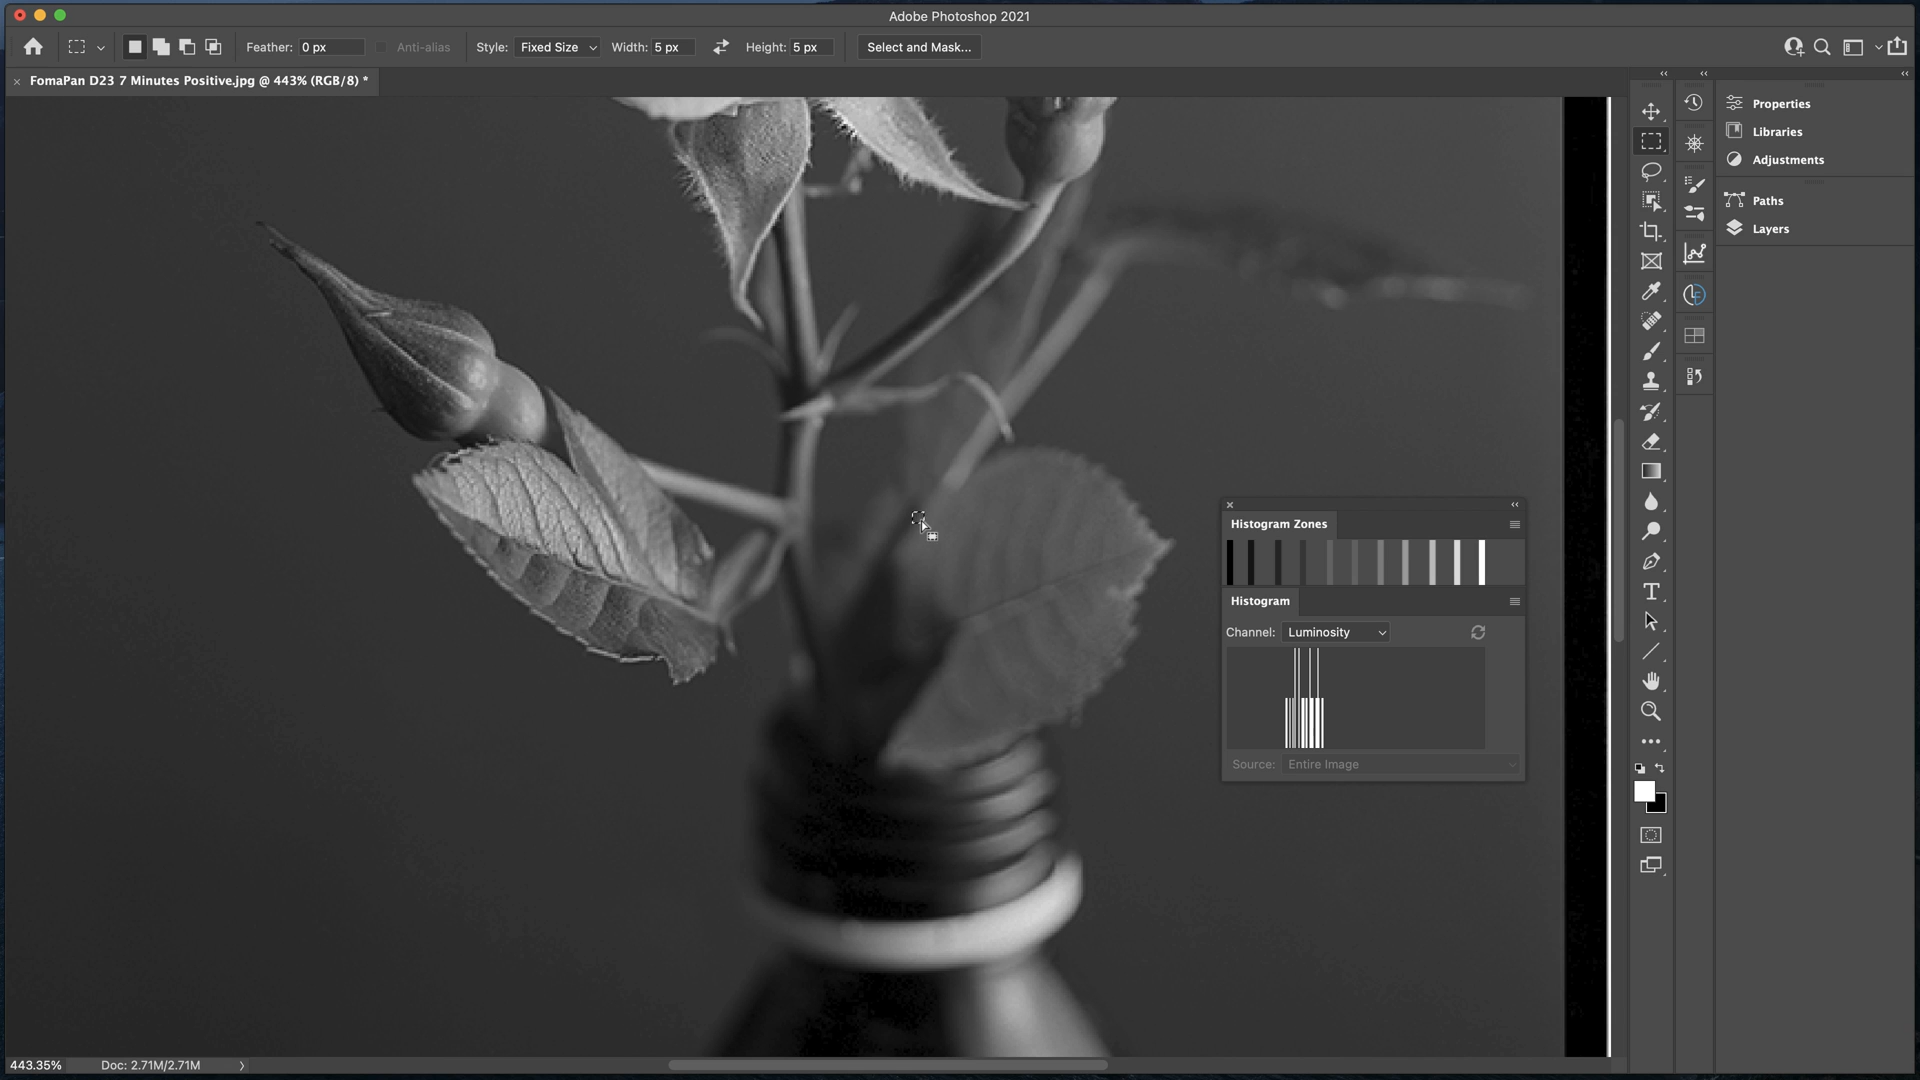 Adobe Photoshop 2021
Feather: 0 px Anti-alias Style: Fixed Size Width: 5 px Height: 5 px Select and Mask...
FomaPan D23 7 Minutes Positive.jpg @ 443% (RGB/8) *
Properties
Libraries
Adjustments
Paths
Layers
Histogram Zones
Histogram
Channel: Luminosity
Source: Entire Image
443.35% Doc: 2.71M/2.71M